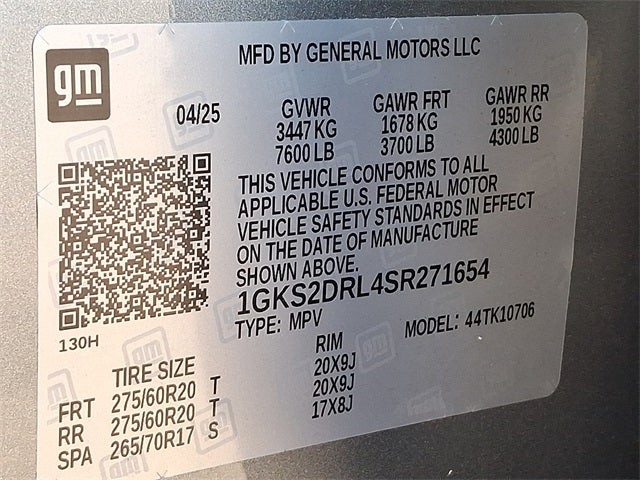 gm
MFD BY GENERAL MOTORS LLC
04/25 GVWR GAWR FRT GAWR RR
3447 KG 1678 KG 1950 KG
7600 LB 3700 LB 4300 LB
THIS VEHICLE CONFORMS TO ALL
APPLICABLE U.S. FEDERAL MOTOR
VEHICLE SAFETY STANDARDS IN EFFECT
ON THE DATE OF MANUFACTURE
SHOWN ABOVE.
1GKS2DRL4SR271654
TYPE: MPV MODEL: 44TK10706
130H
TIRE SIZE RIM
FRT 275/60R20 T 20X9J
RR 275/60R20 T 20X9J
SPA 265/70R17 S 17X8J